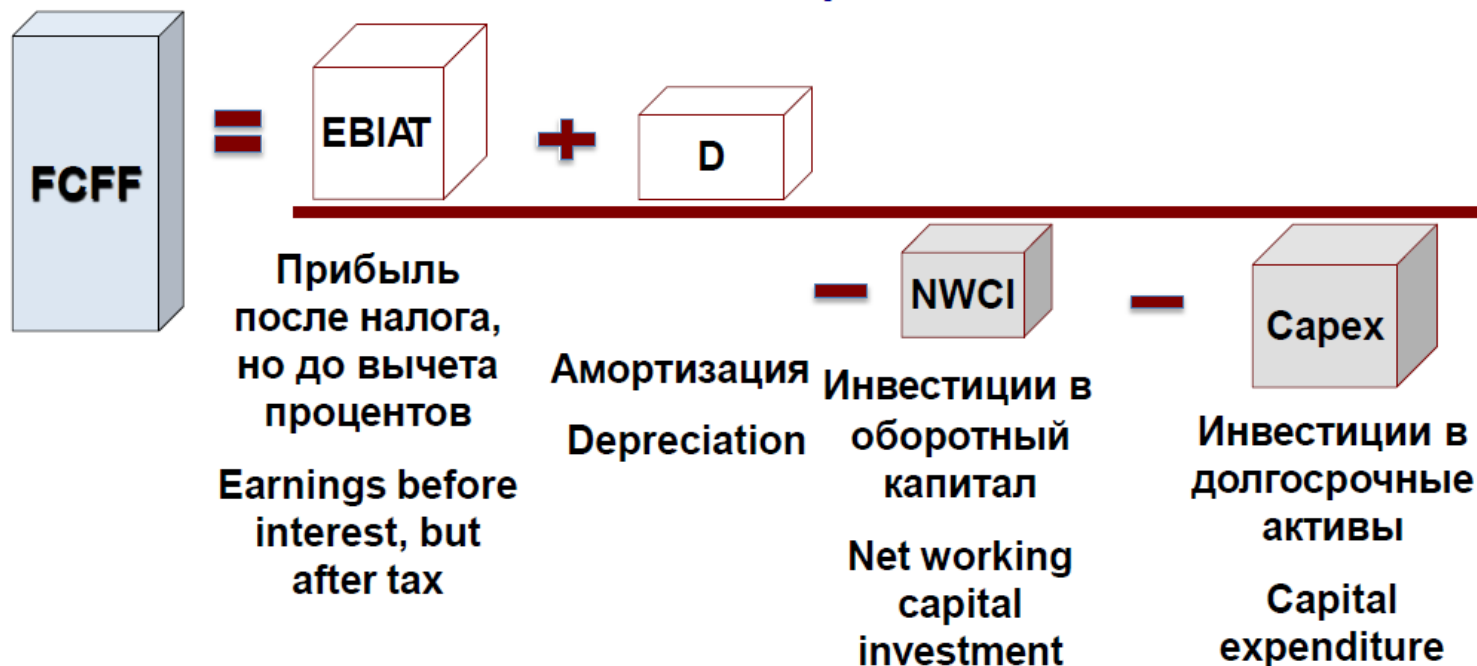 FCFF
=
EBIAT
+
D
Прибыль
после налога,
но до вычета
процентов
Earnings before
interest, but
after tax
Амортизация
Depreciation
−
NWCI
Инвестиции в
оборотный
капитал
Net working
capital
investment
−
Capex
Инвестиции в
долгосрочные
активы
Capital
expenditure